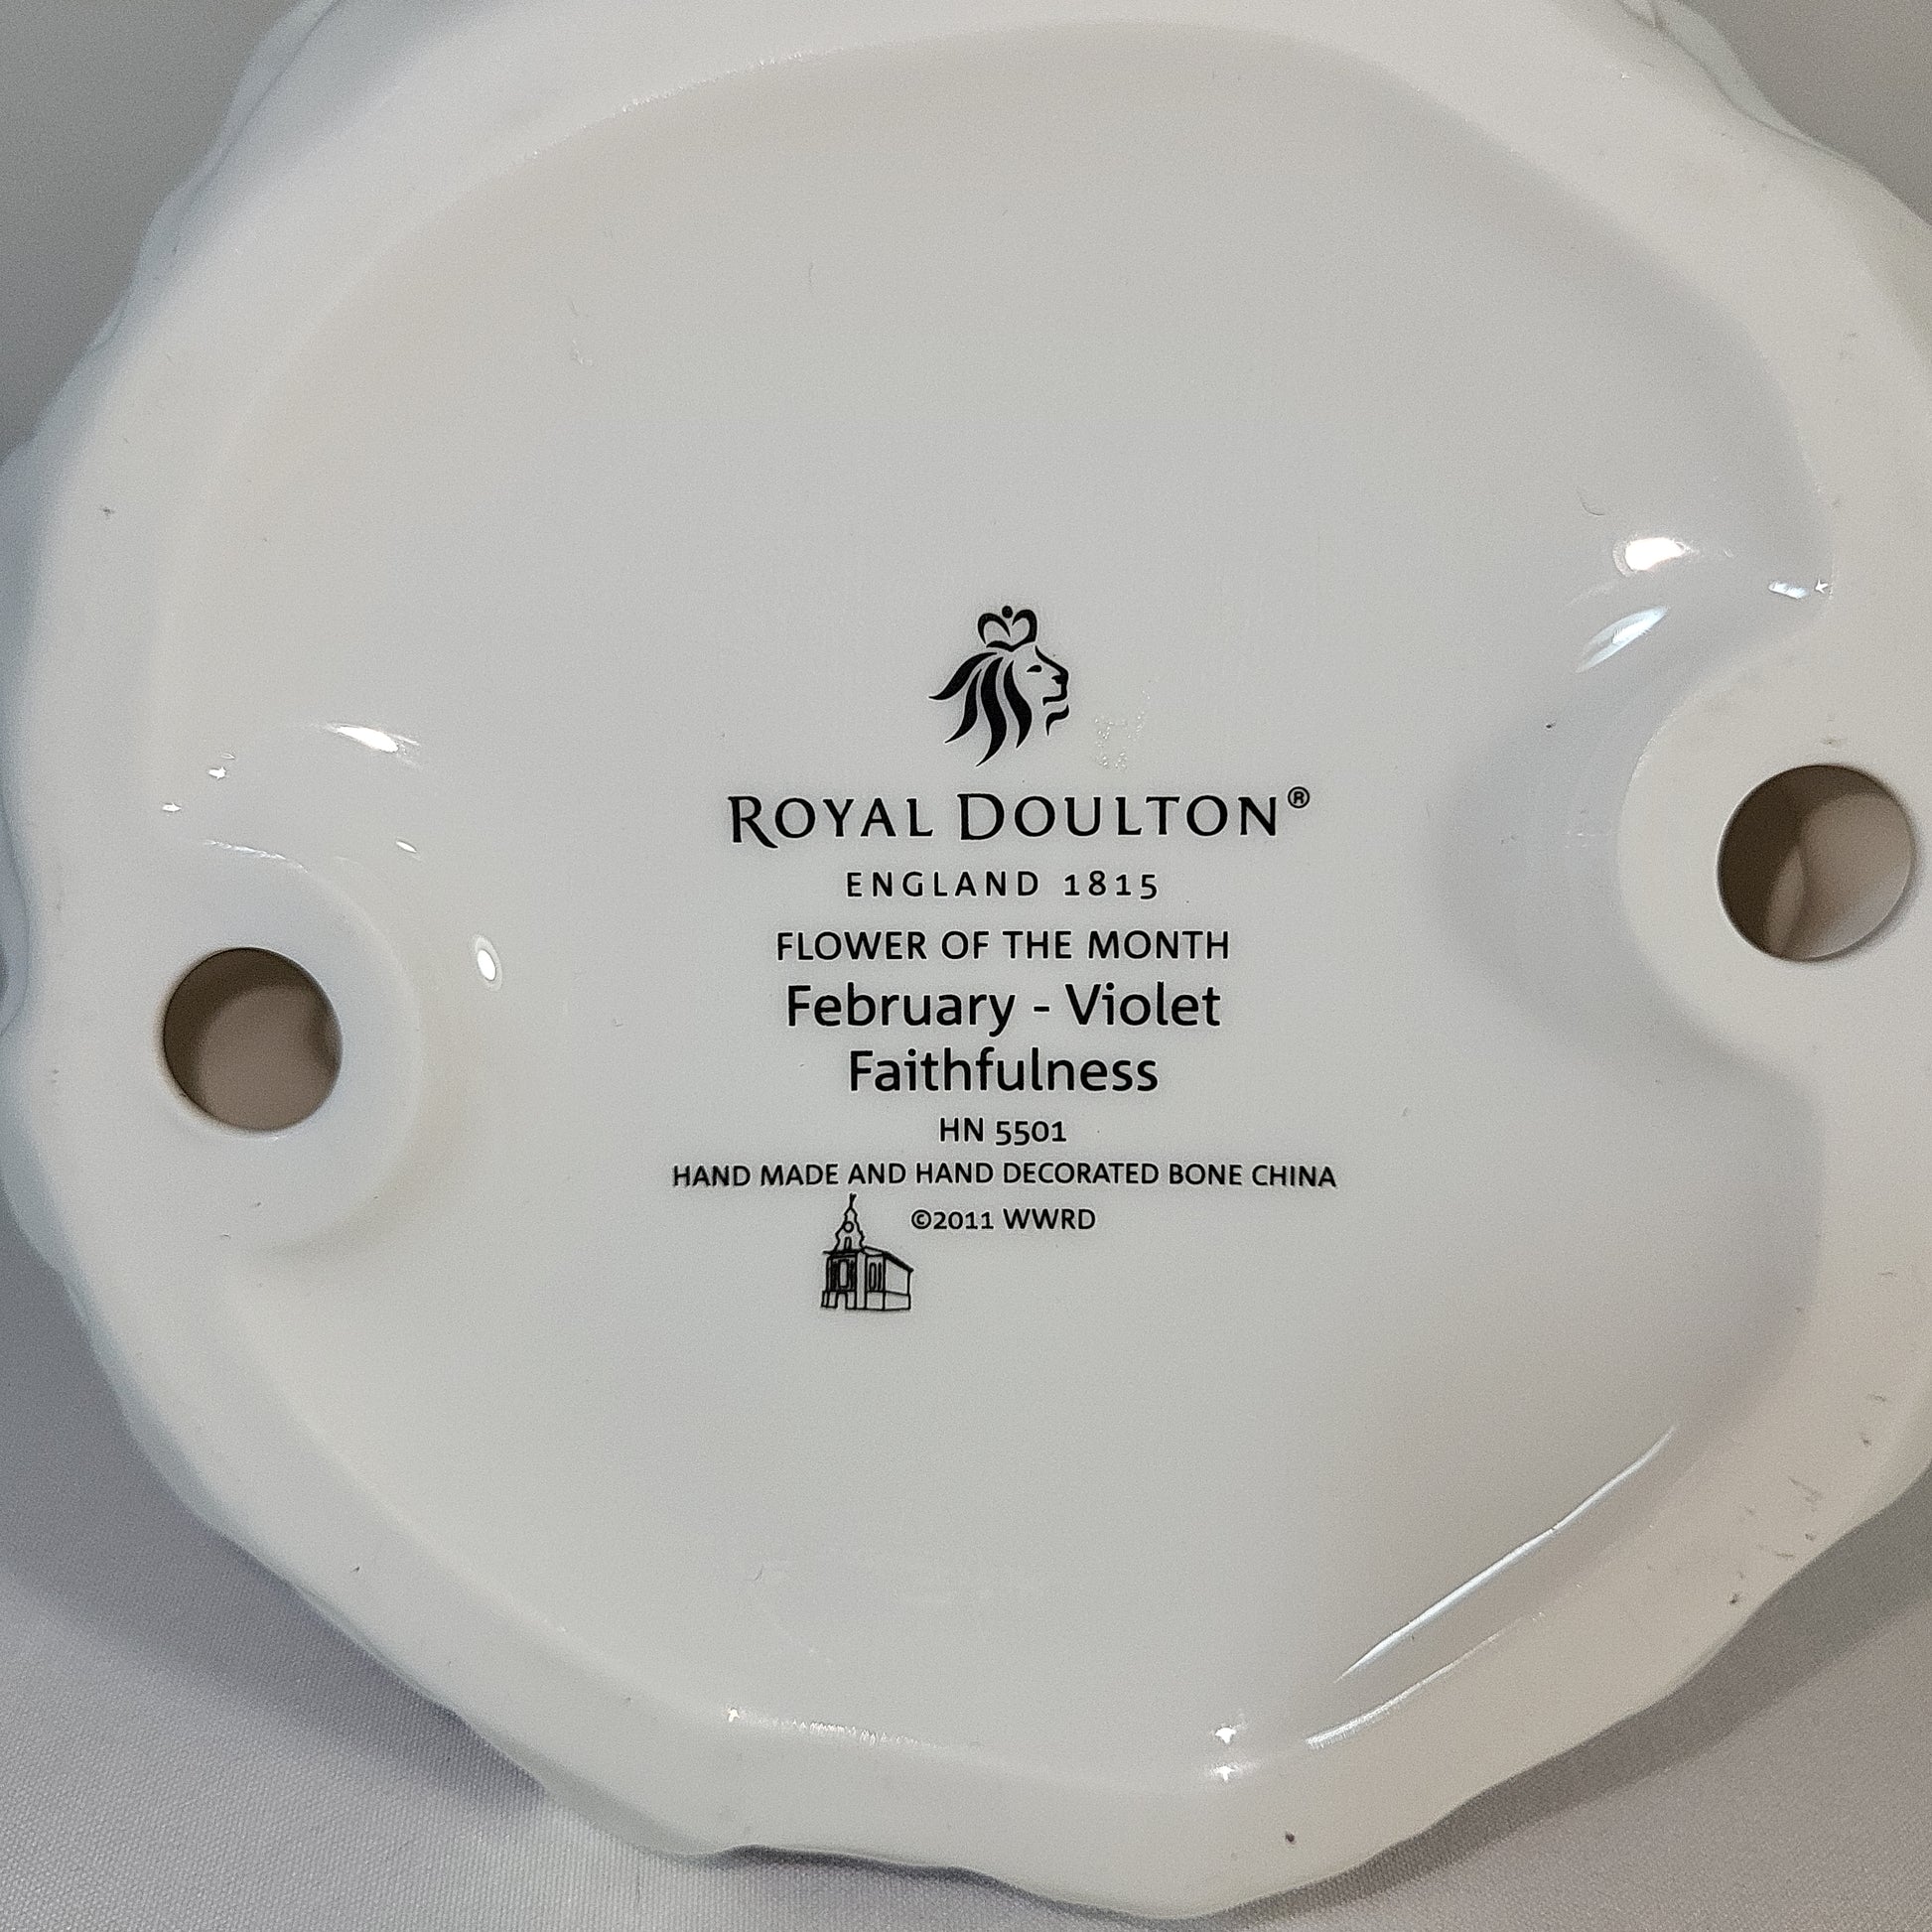 ROYAL DOULTON®
ENGLAND 1815
FLOWER OF THE MONTH
February - Violet
Faithfulness
HN 5501
HAND MADE AND HAND DECORATED BONE CHINA
©2011 WWRD